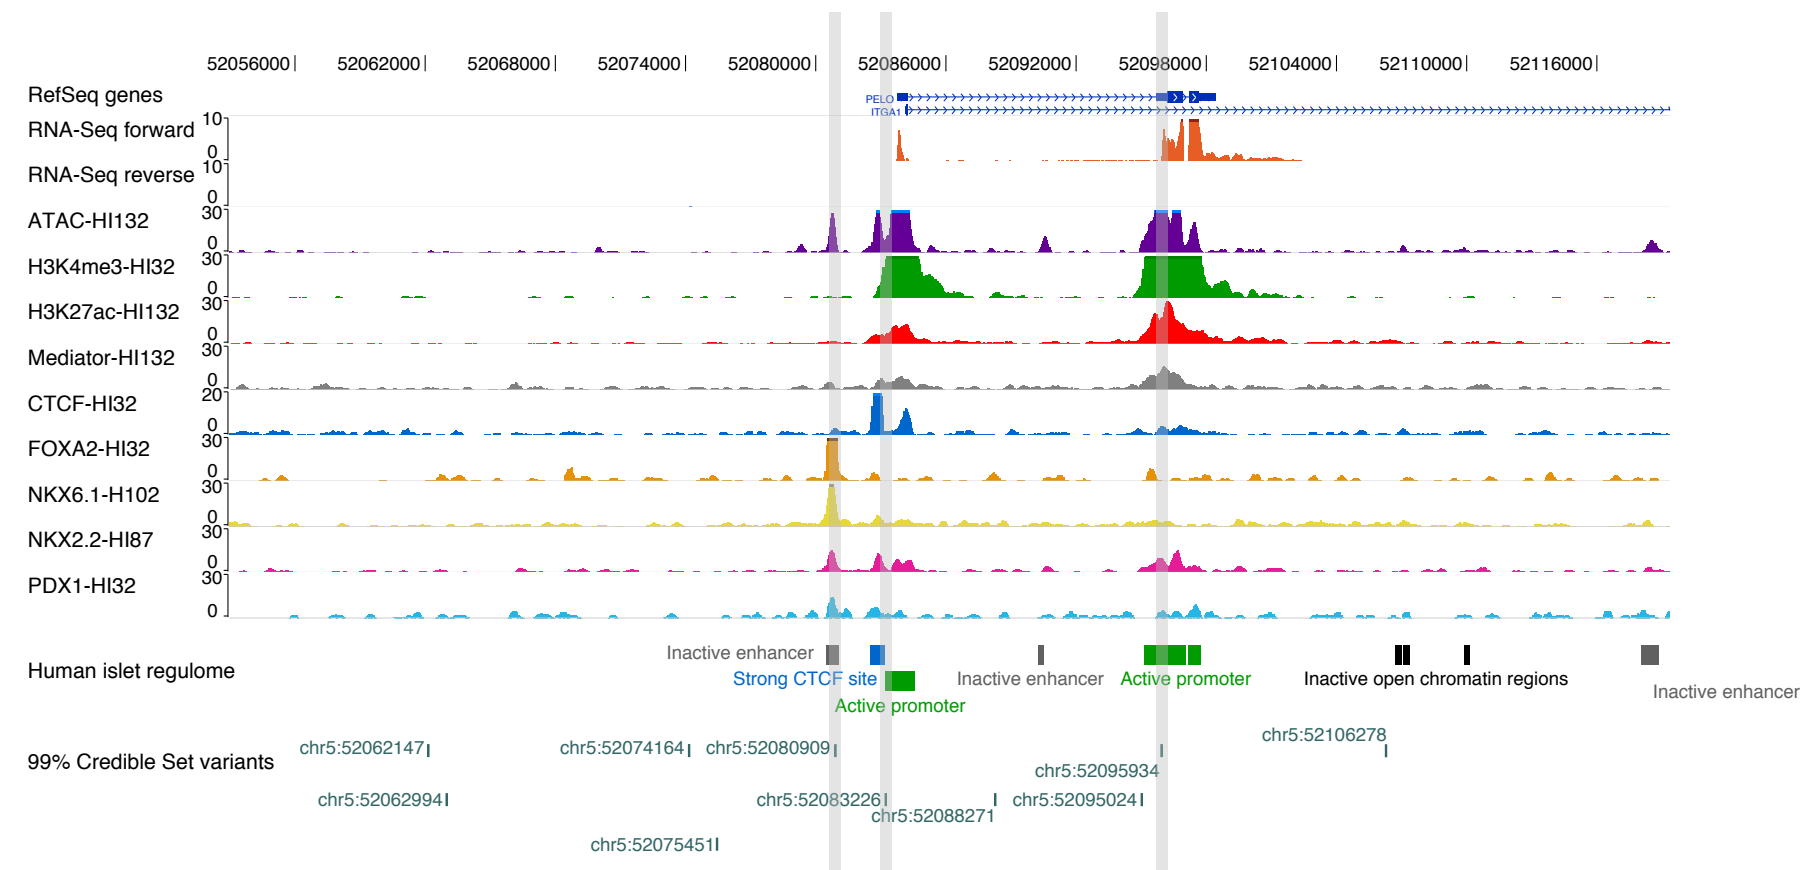 52056000 52062000 52068000 52074000 52080000 52086000 52092000 52098000 52104000 52110000 52116000
RefSeq genes
PELO
ITGA1
RNA-Seq forward 10 0
RNA-Seq reverse 10 0
ATAC-HI132 30 0
H3K4me3-HI32 30 0
H3K27ac-HI132 30 0
Mediator-HI132 30 0
CTCF-HI32 20 0
FOXA2-HI32 30 0
NKX6.1-H102 30 0
NKX2.2-HI87 30 0
PDX1-HI32 30 0
Human islet regulome
Inactive enhancer
Strong CTCF site
Active promoter
Inactive enhancer
Active promoter
Inactive open chromatin regions
Inactive enhancer
99% Credible Set variants
chr5:52062147 chr5:52074164 chr5:52080909 chr5:52106278
chr5:52095934
chr5:52062994 chr5:52083226 chr5:52095024
chr5:52088271
chr5:52075451